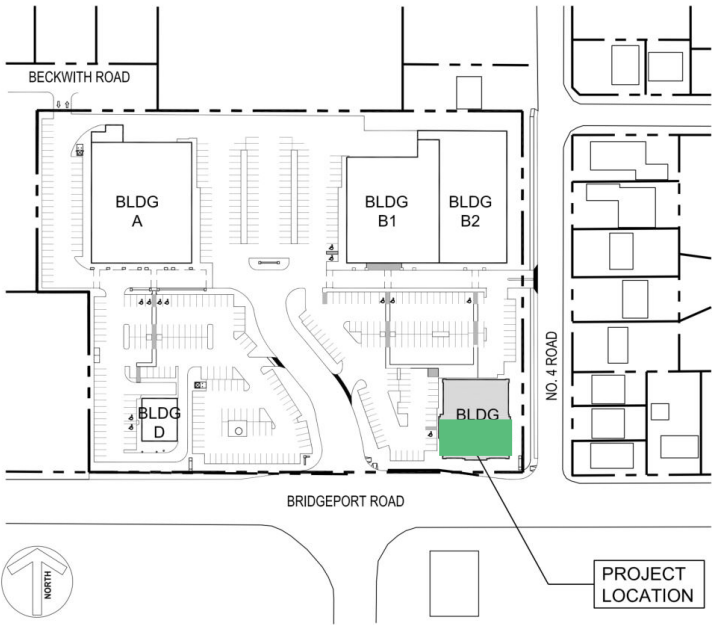 BECKWITH ROAD
BLDG
A
BLDG
B1
BLDG
B2
NO. 4 ROAD
BLDG
D
BLDG
BRIDGEPORT ROAD
NORTH
PROJECT
LOCATION